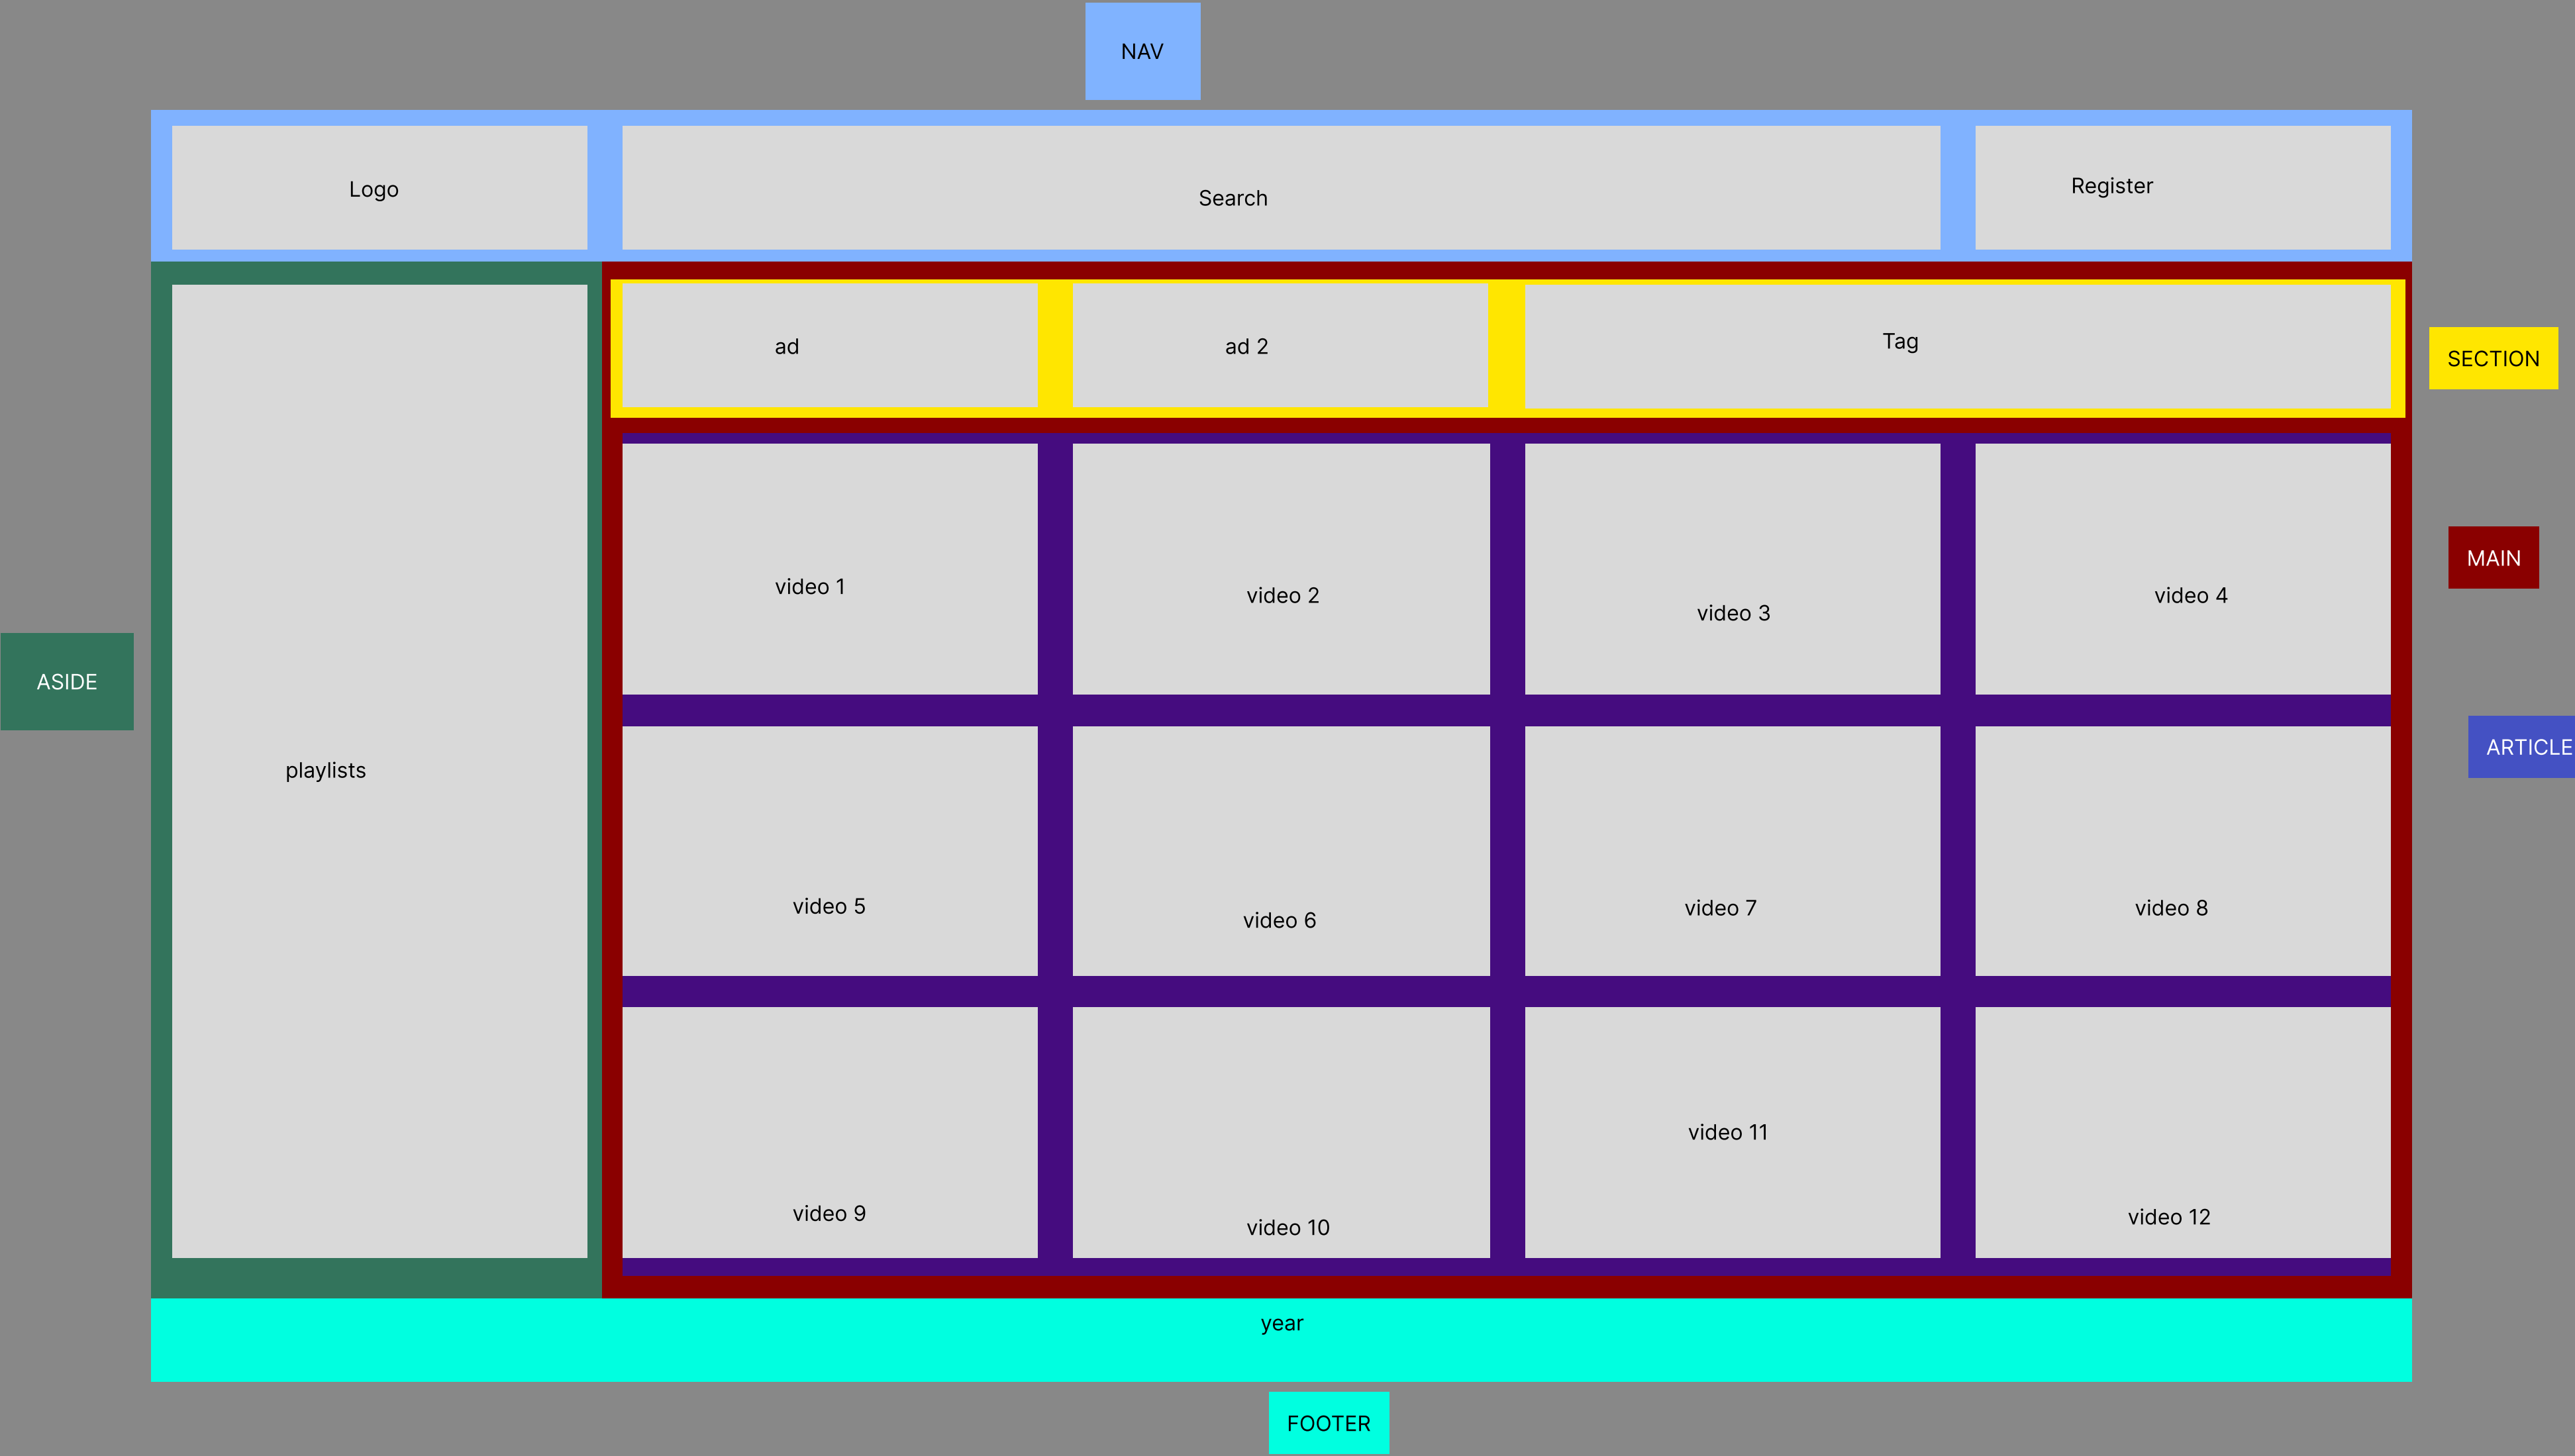 NAV
Logo
Search
Register
ad
ad 2
Tag
SECTION
video 1
video 2
video 3
video 4
MAIN
ASIDE
playlists
ARTICLE
video 5
video 6
video 7
video 8
video 9
video 10
video 11
video 12
year
FOOTER